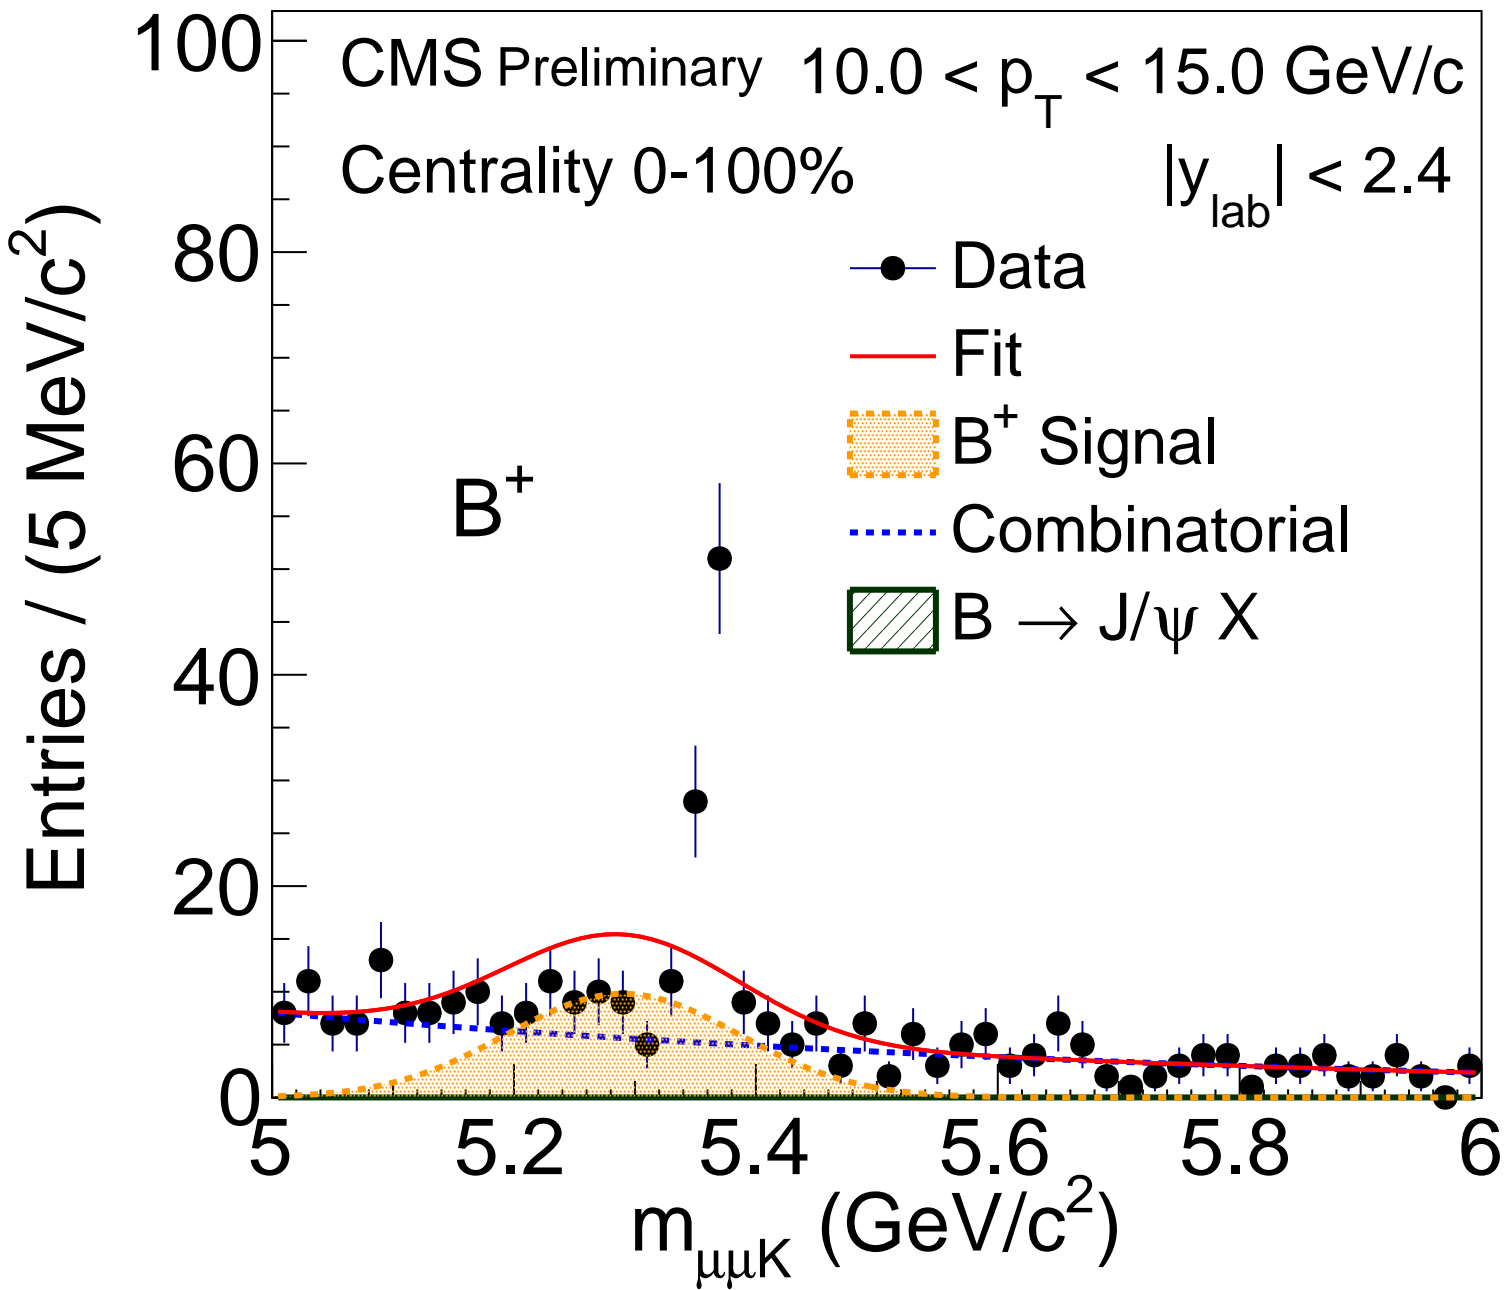 CMS Preliminary 10.0 < p_T < 15.0 GeV/c
Centrality 0-100% |y_lab| < 2.4
Data
Fit
B⁺ Signal
Combinatorial
B → J/ψ X
B⁺
Entries / (5 MeV/c²)
100
80
60
40
20
0
5 5.2 5.4 5.6 5.8 6
m_μμK (GeV/c²)